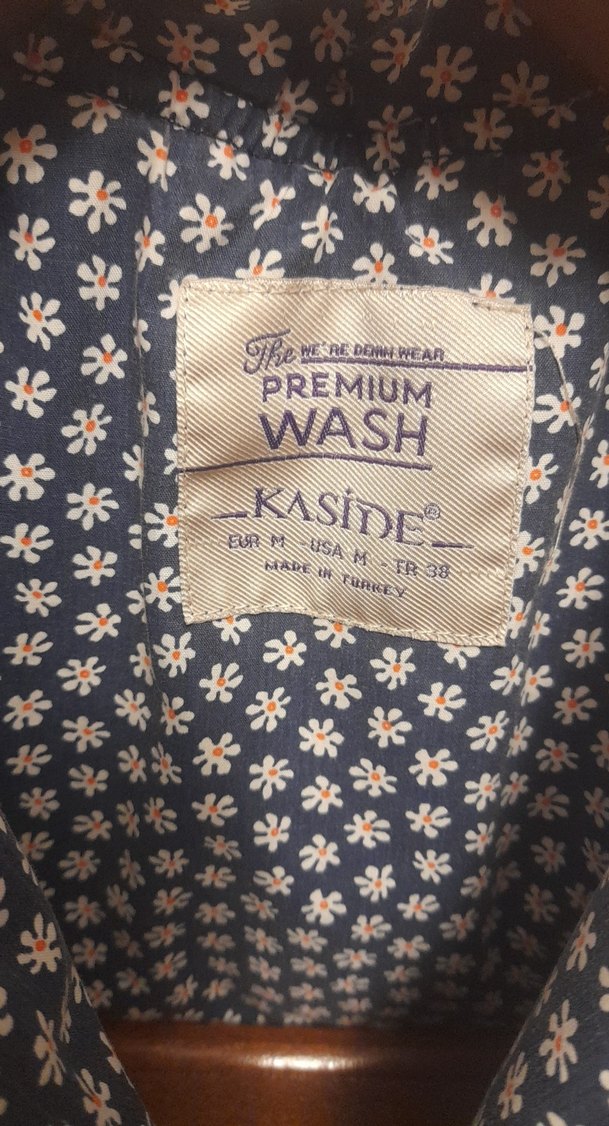 The WE'RE DENIM WEAR
PREMIUM
WASH
KASİDE®
EUR M - USA M - TR 38
MADE IN TURKEY